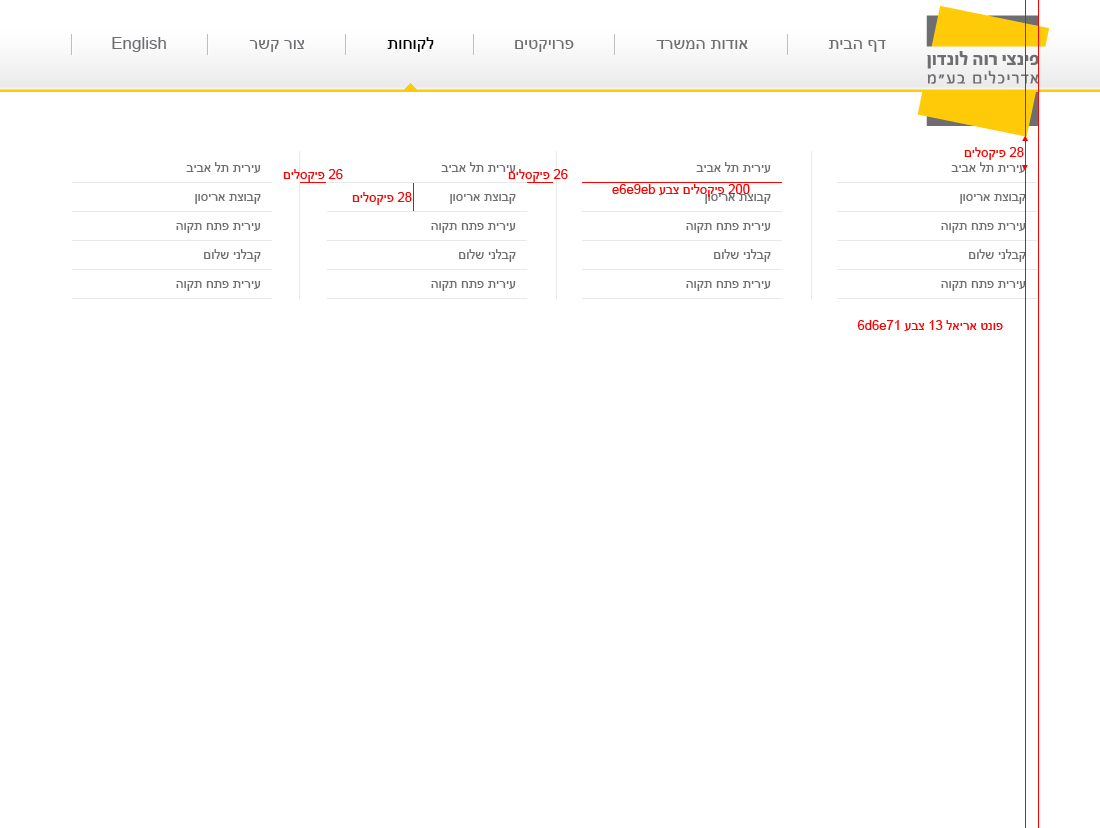 דף הבית
אודות המשרד
פרויקטים
לקוחות
צור קשר
English
פינצי רוה לונדון
אדריכלים בע״מ
28 פיקסלים
עירית תל אביב
קבוצת אריסון
עירית פתח תקוה
קבלני שלום
עירית פתח תקוה
עירית תל אביב
200 פיקסלים צבע e6e9eb
קבוצת אריסון
עירית פתח תקוה
קבלני שלום
עירית פתח תקוה
26 פיקסלים
עירית תל אביב
28 פיקסלים
קבוצת אריסון
עירית פתח תקוה
קבלני שלום
עירית פתח תקוה
26 פיקסלים
עירית תל אביב
קבוצת אריסון
עירית פתח תקוה
קבלני שלום
עירית פתח תקוה
פונט אריאל 13 צבע 6d6e71